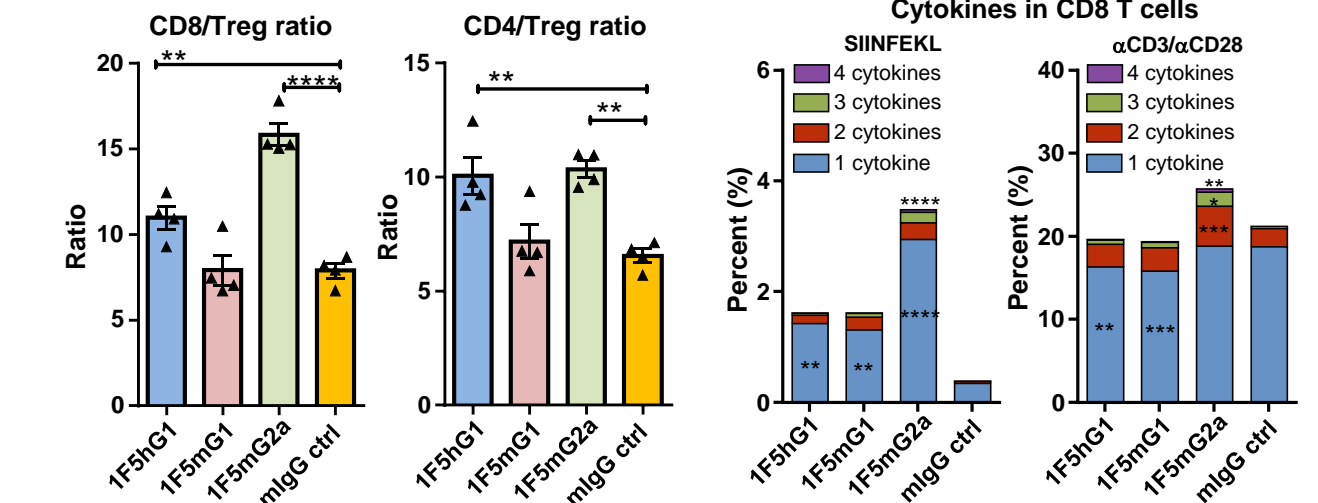 CD8/Treg ratio
**
****
20
15
10
5
0
Ratio
1F5hG1
1F5mG1
1F5mG2a
mIgG ctrl
CD4/Treg ratio
**
**
15
10
5
0
Ratio
1F5hG1
1F5mG1
1F5mG2a
mIgG ctrl
Cytokines in CD8 T cells
SIINFEKL
6
4
2
0
Percent (%)
4 cytokines
3 cytokines
2 cytokines
1 cytokine
****
****
**
**
1F5hG1
1F5mG1
1F5mG2a
mIgG ctrl
αCD3/αCD28
40
30
20
10
0
Percent (%)
4 cytokines
3 cytokines
2 cytokines
1 cytokine
**
*
***
**
***
1F5hG1
1F5mG1
1F5mG2a
mIgG ctrl